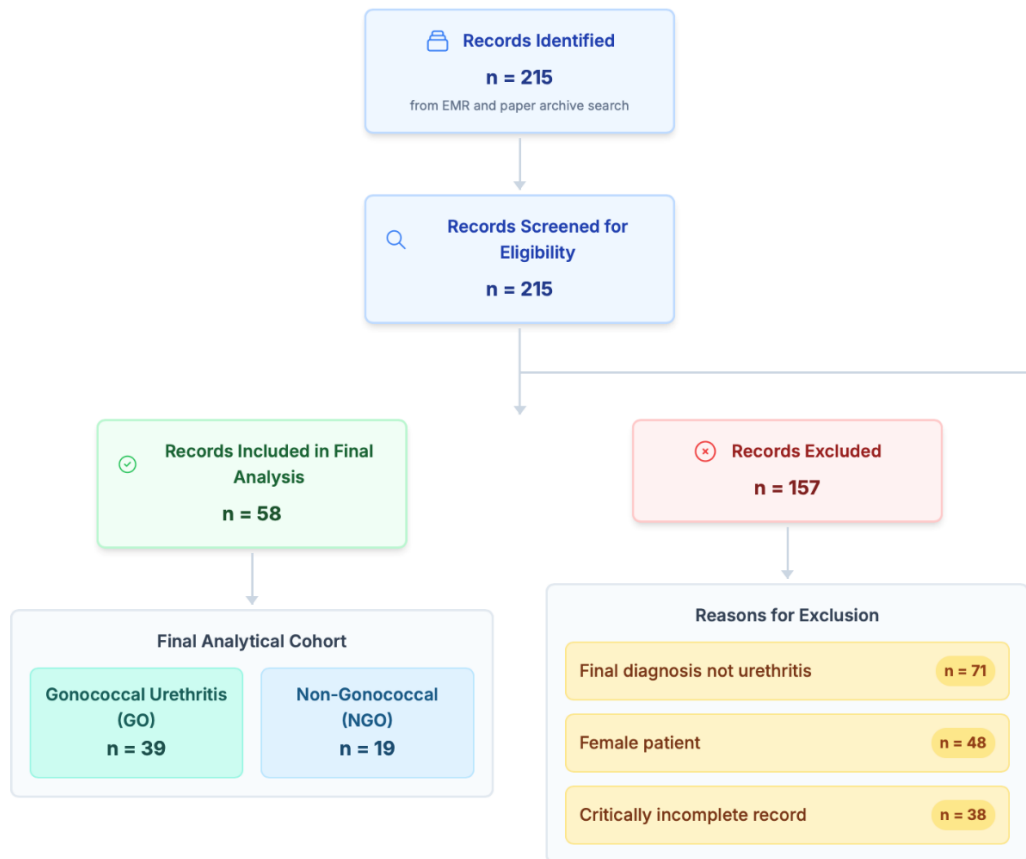 Records Identified
n = 215
from EMR and paper archive search
Records Screened for
Eligibility
n = 215
Records Included in Final
Analysis
n = 58
Records Excluded
n = 157
Final Analytical Cohort
Gonococcal Urethritis
(GO)
n = 39
Non-Gonococcal
(NGO)
n = 19
Reasons for Exclusion
Final diagnosis not urethritis n = 71
Female patient n = 48
Critically incomplete record n = 38